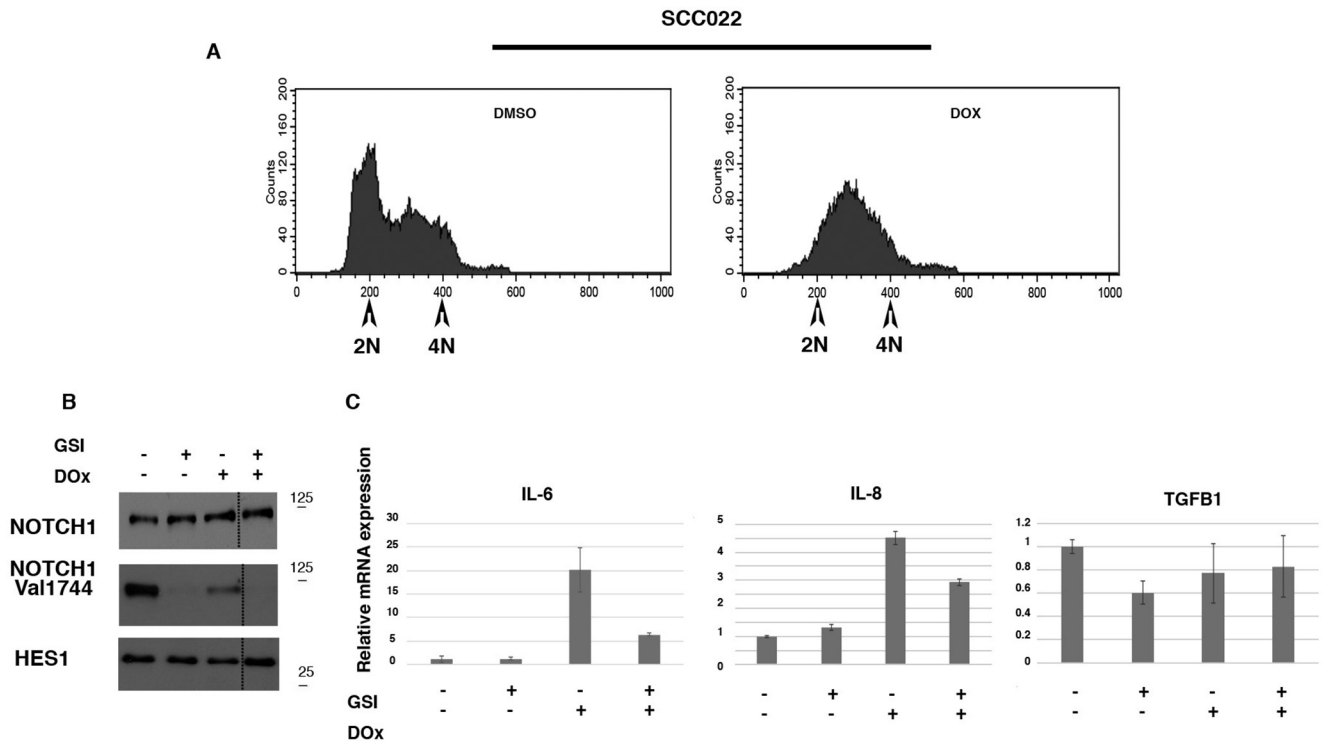 SCC022
A
200
160
120
80
40
0
Counts
DMSO
0 200 400 600 800 1000
2N 4N
200
160
120
80
40
0
Counts
DOX
0 200 400 600 800 1000
2N 4N
B
GSI - + - +
DOx - - + +
NOTCH1
125
NOTCH1
Val1744
125
HES1
25
C
Relative mRNA expression
IL-6
30
25
20
15
10
5
0
IL-8
5
4
3
2
1
0
TGFB1
1.2
1
0.8
0.6
0.4
0.2
0
GSI - + - + - + - + - + - +
DOx - - + + - - + + - - + +